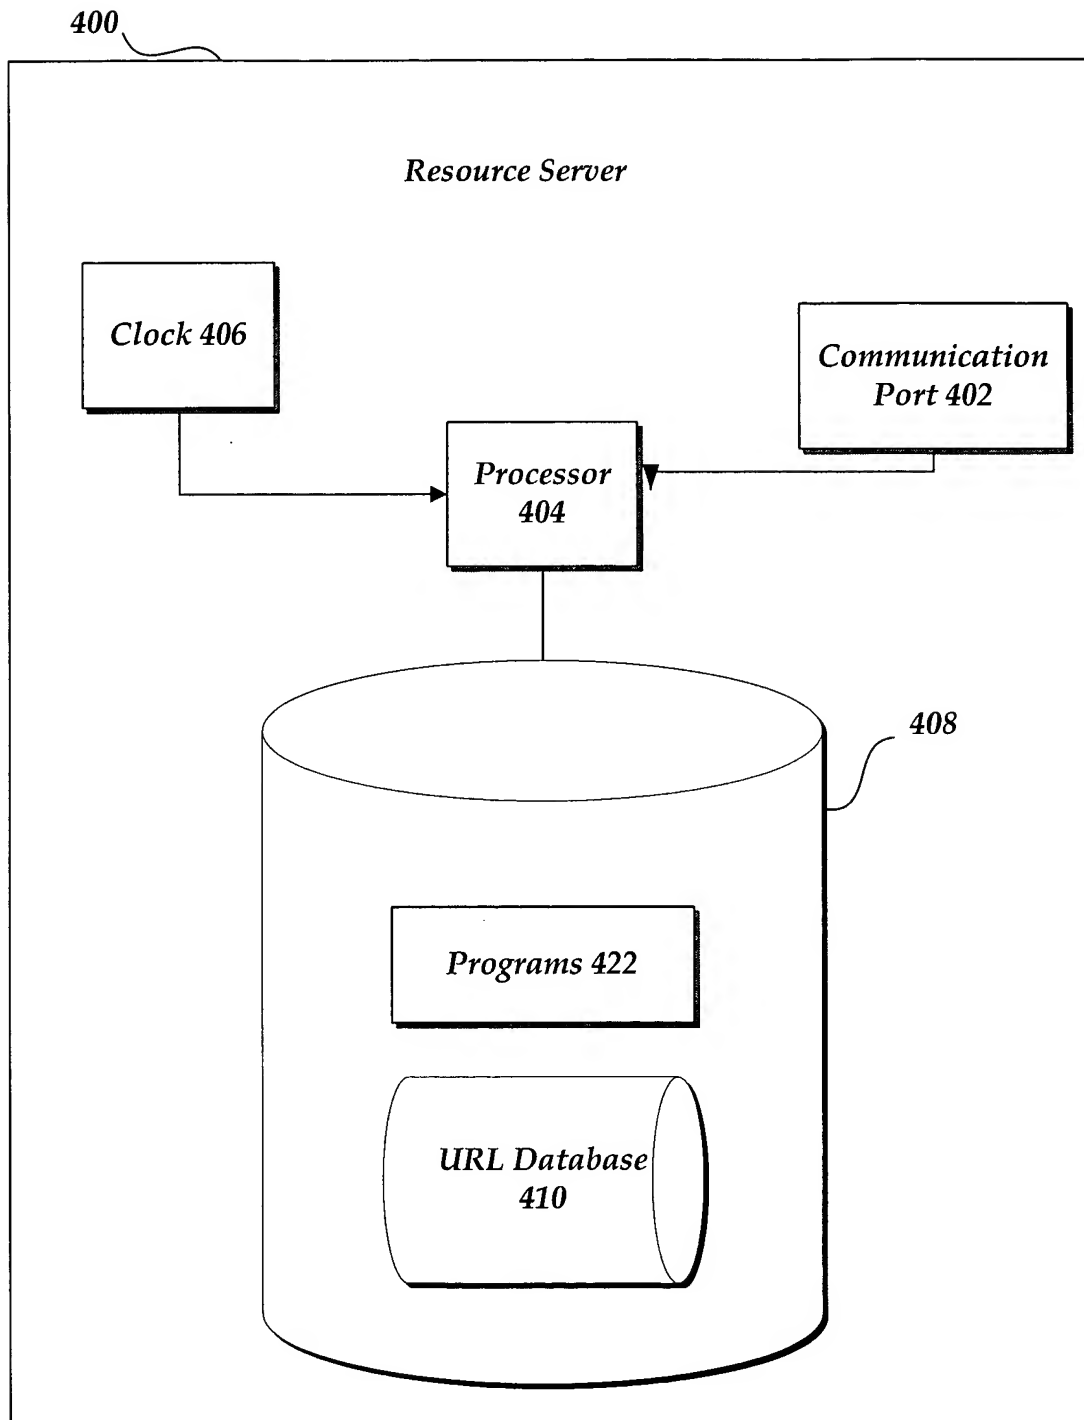 400
Resource Server
Clock 406
Communication
Port 402
Processor
404
408
Programs 422
URL Database
410